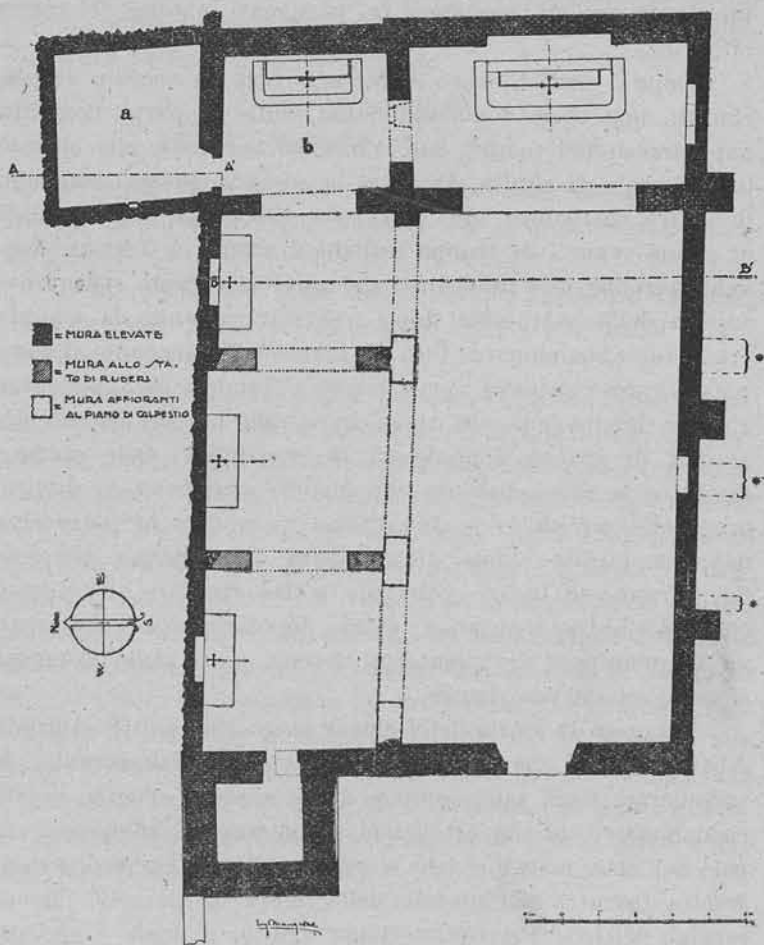 a
b
A
A'
B
B'
= MURA ELEVATE
= MURA ALLO STA-
TO DI RUDERI
= MURA AFFIORANTI
AL PIANO DI CALPESTIO